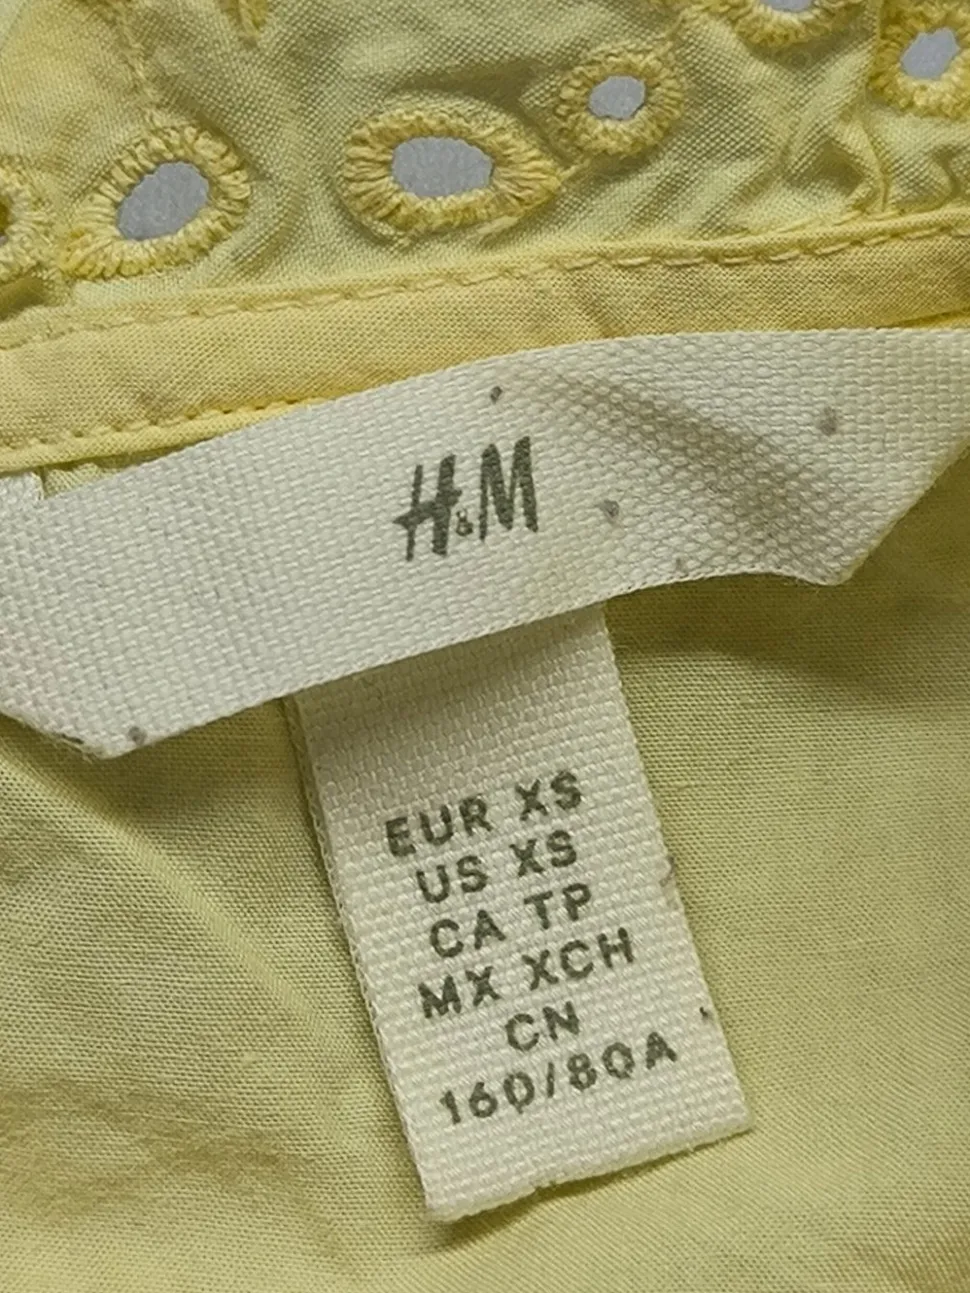 H&M
EUR XS
US XS
CA TP
MX XCH
CN
160/80A